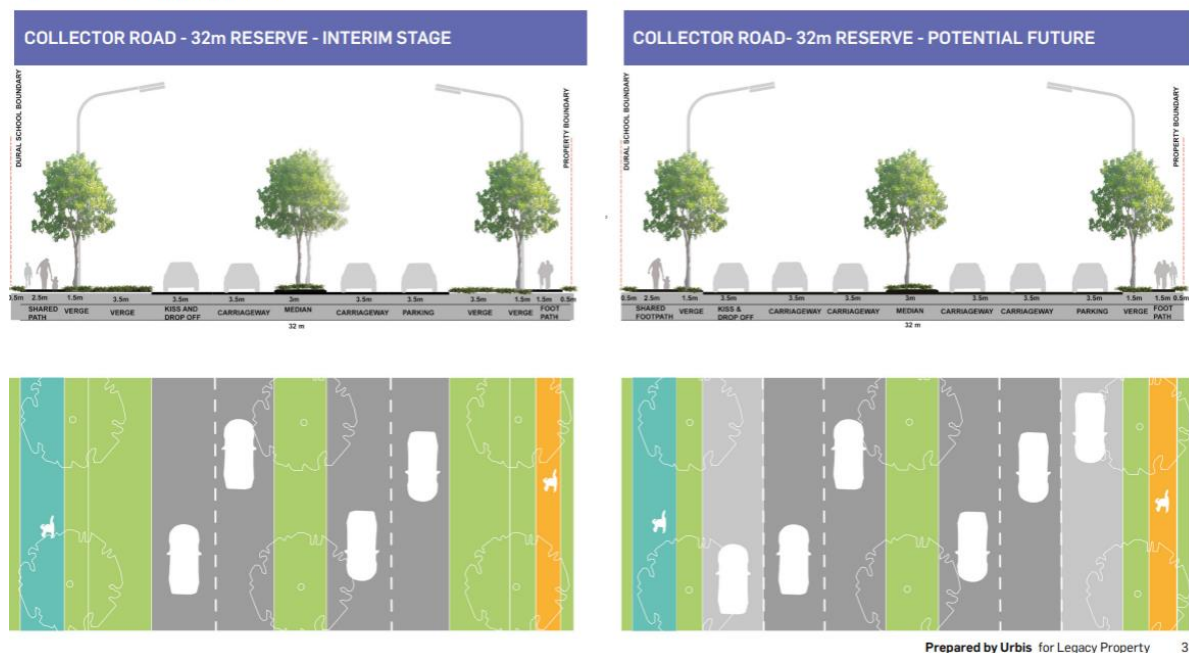 COLLECTOR ROAD - 32m RESERVE - INTERIM STAGE
DURAL SCHOOL BOUNDARY
PROPERTY BOUNDARY
0.5m 2.5m 1.5m 3.5m 3.5m 3.5m 3m 3.5m 3.5m 3.5m 1.5m 1.5m 0.5m
SHARED PATH VERGE VERGE KISS AND DROP OFF CARRIAGEWAY MEDIAN CARRIAGEWAY PARKING VERGE VERGE FOOT PATH
32 m
COLLECTOR ROAD- 32m RESERVE - POTENTIAL FUTURE
DURAL SCHOOL BOUNDARY
PROPERTY BOUNDARY
0.5m 2.5m 1.5m 3.5m 3.5m 3.5m 3m 3.5m 3.5m 3.5m 1.5m 1.5m 0.5m
SHARED FOOTPATH VERGE KISS & DROP OFF CARRIAGEWAY CARRIAGEWAY MEDIAN CARRIAGEWAY CARRIAGEWAY PARKING VERGE FOOT PATH
32 m
Prepared by Urbis for Legacy Property 3